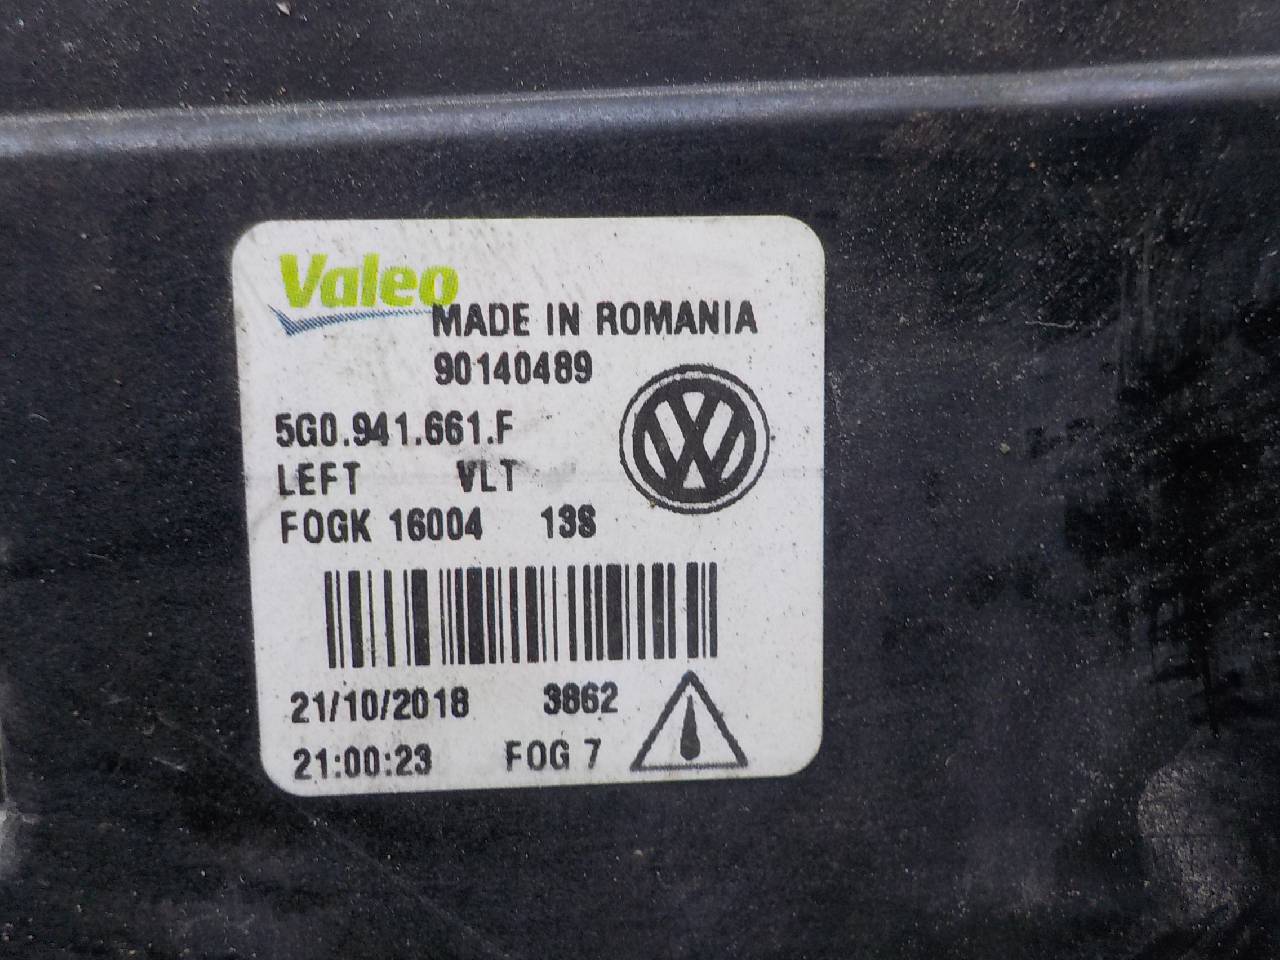 Valeo
MADE IN ROMANIA
90140489
5G0.941.661.F
LEFT VLT
FOGK 16004 13S
21/10/2018 3862
21:00:23 FOG 7